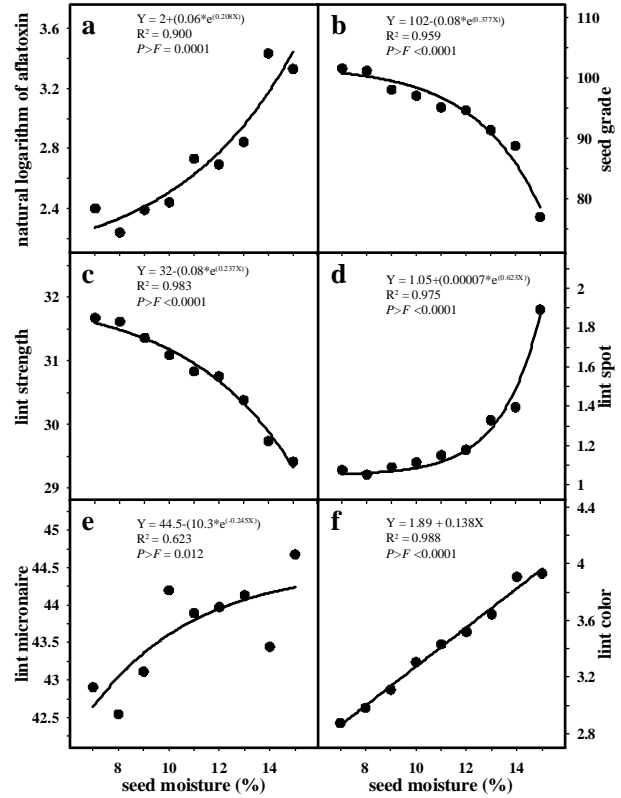 a
Y = 2+(0.06*e(0.208X))
R² = 0.900
P>F = 0.0001
3.6
3.2
2.8
2.4
natural logarithm of aflatoxin
b
Y = 102-(0.08*e(0.377X))
R² = 0.959
P>F <0.0001
100
90
80
seed grade
c
Y = 32-(0.08*e(0.237X))
R² = 0.983
P>F <0.0001
32
31
30
29
lint strength
d
Y = 1.05+(0.00007*e(0.623X))
R² = 0.975
P>F <0.0001
2
1.8
1.6
1.4
1.2
1
lint spot
e
Y = 44.5-(10.3*e(-0.245X))
R² = 0.623
P>F = 0.012
45
44.5
44
43.5
43
42.5
lint micronaire
f
Y = 1.89 + 0.138X
R² = 0.988
P>F <0.0001
4.4
4
3.6
3.2
2.8
lint color
8 10 12 14
8 10 12 14
seed moisture (%)
seed moisture (%)